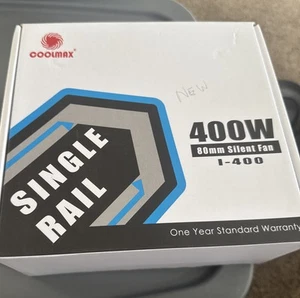 COOLMAX
NEW
400W
80mm Silent Fan
I-400
SINGLE
RAIL
One Year Standard Warranty